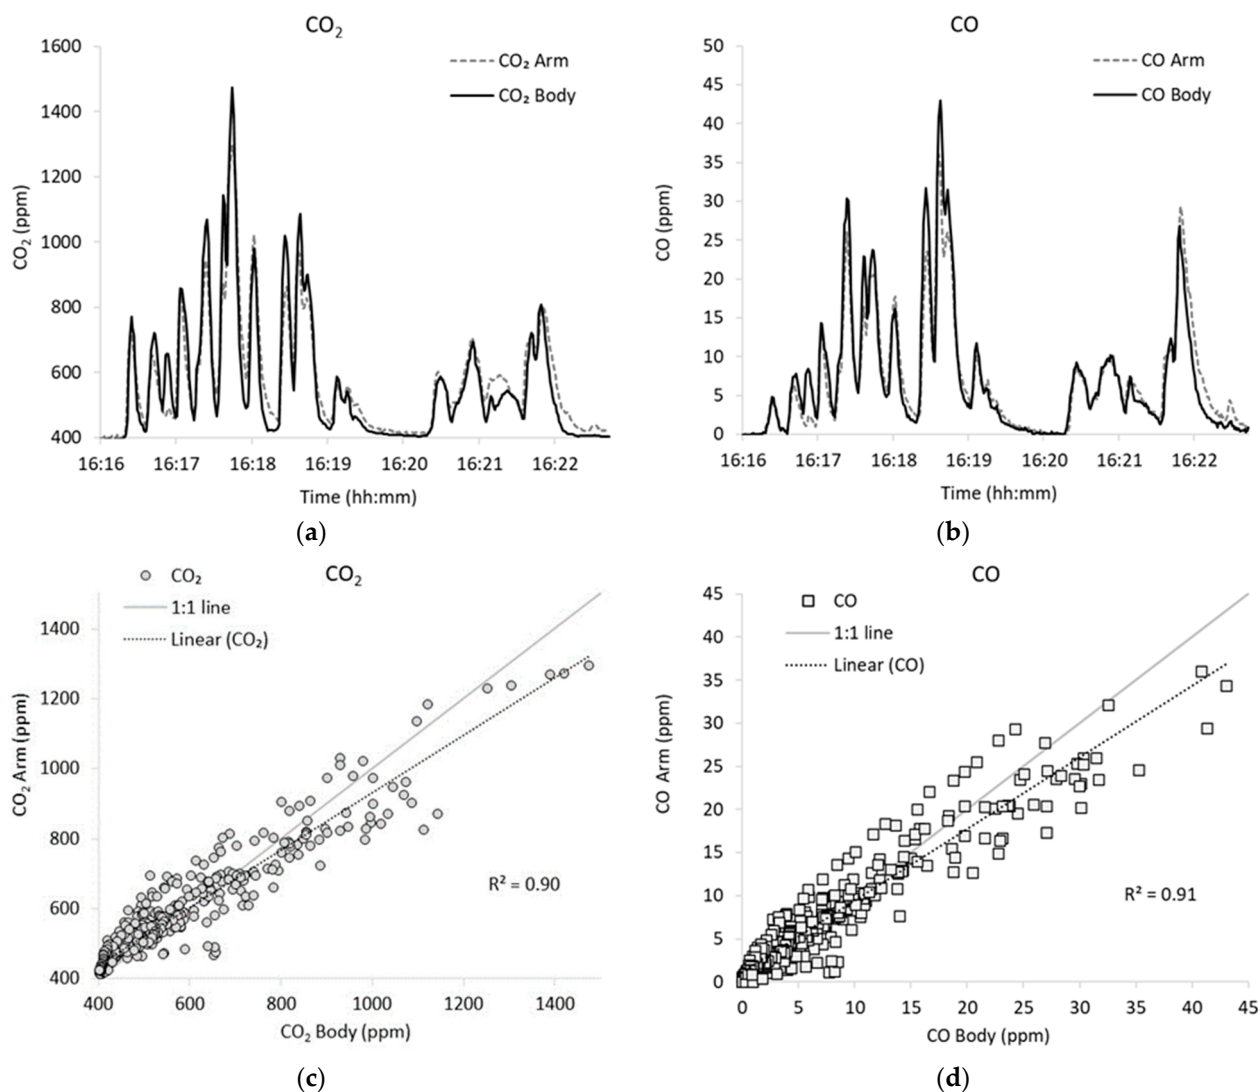 CO₂
1600
1400
1200
1000
800
600
400
CO₂ (ppm)
CO₂ Arm
CO₂ Body
16:16 16:17 16:18 16:19 16:20 16:21 16:22
Time (hh:mm)
(a)
CO
50
45
40
35
30
25
20
15
10
5
0
CO (ppm)
CO Arm
CO Body
16:16 16:17 16:18 16:19 16:20 16:21 16:22
Time (hh:mm)
(b)
CO₂
CO₂
1:1 line
Linear (CO₂)
1400
1200
1000
800
600
400
CO₂ Arm (ppm)
R² = 0.90
400 600 800 1000 1200 1400
CO₂ Body (ppm)
(c)
CO
CO
1:1 line
Linear (CO)
45
40
35
30
25
20
15
10
5
0
CO Arm (ppm)
R² = 0.91
0 5 10 15 20 25 30 35 40 45
CO Body (ppm)
(d)